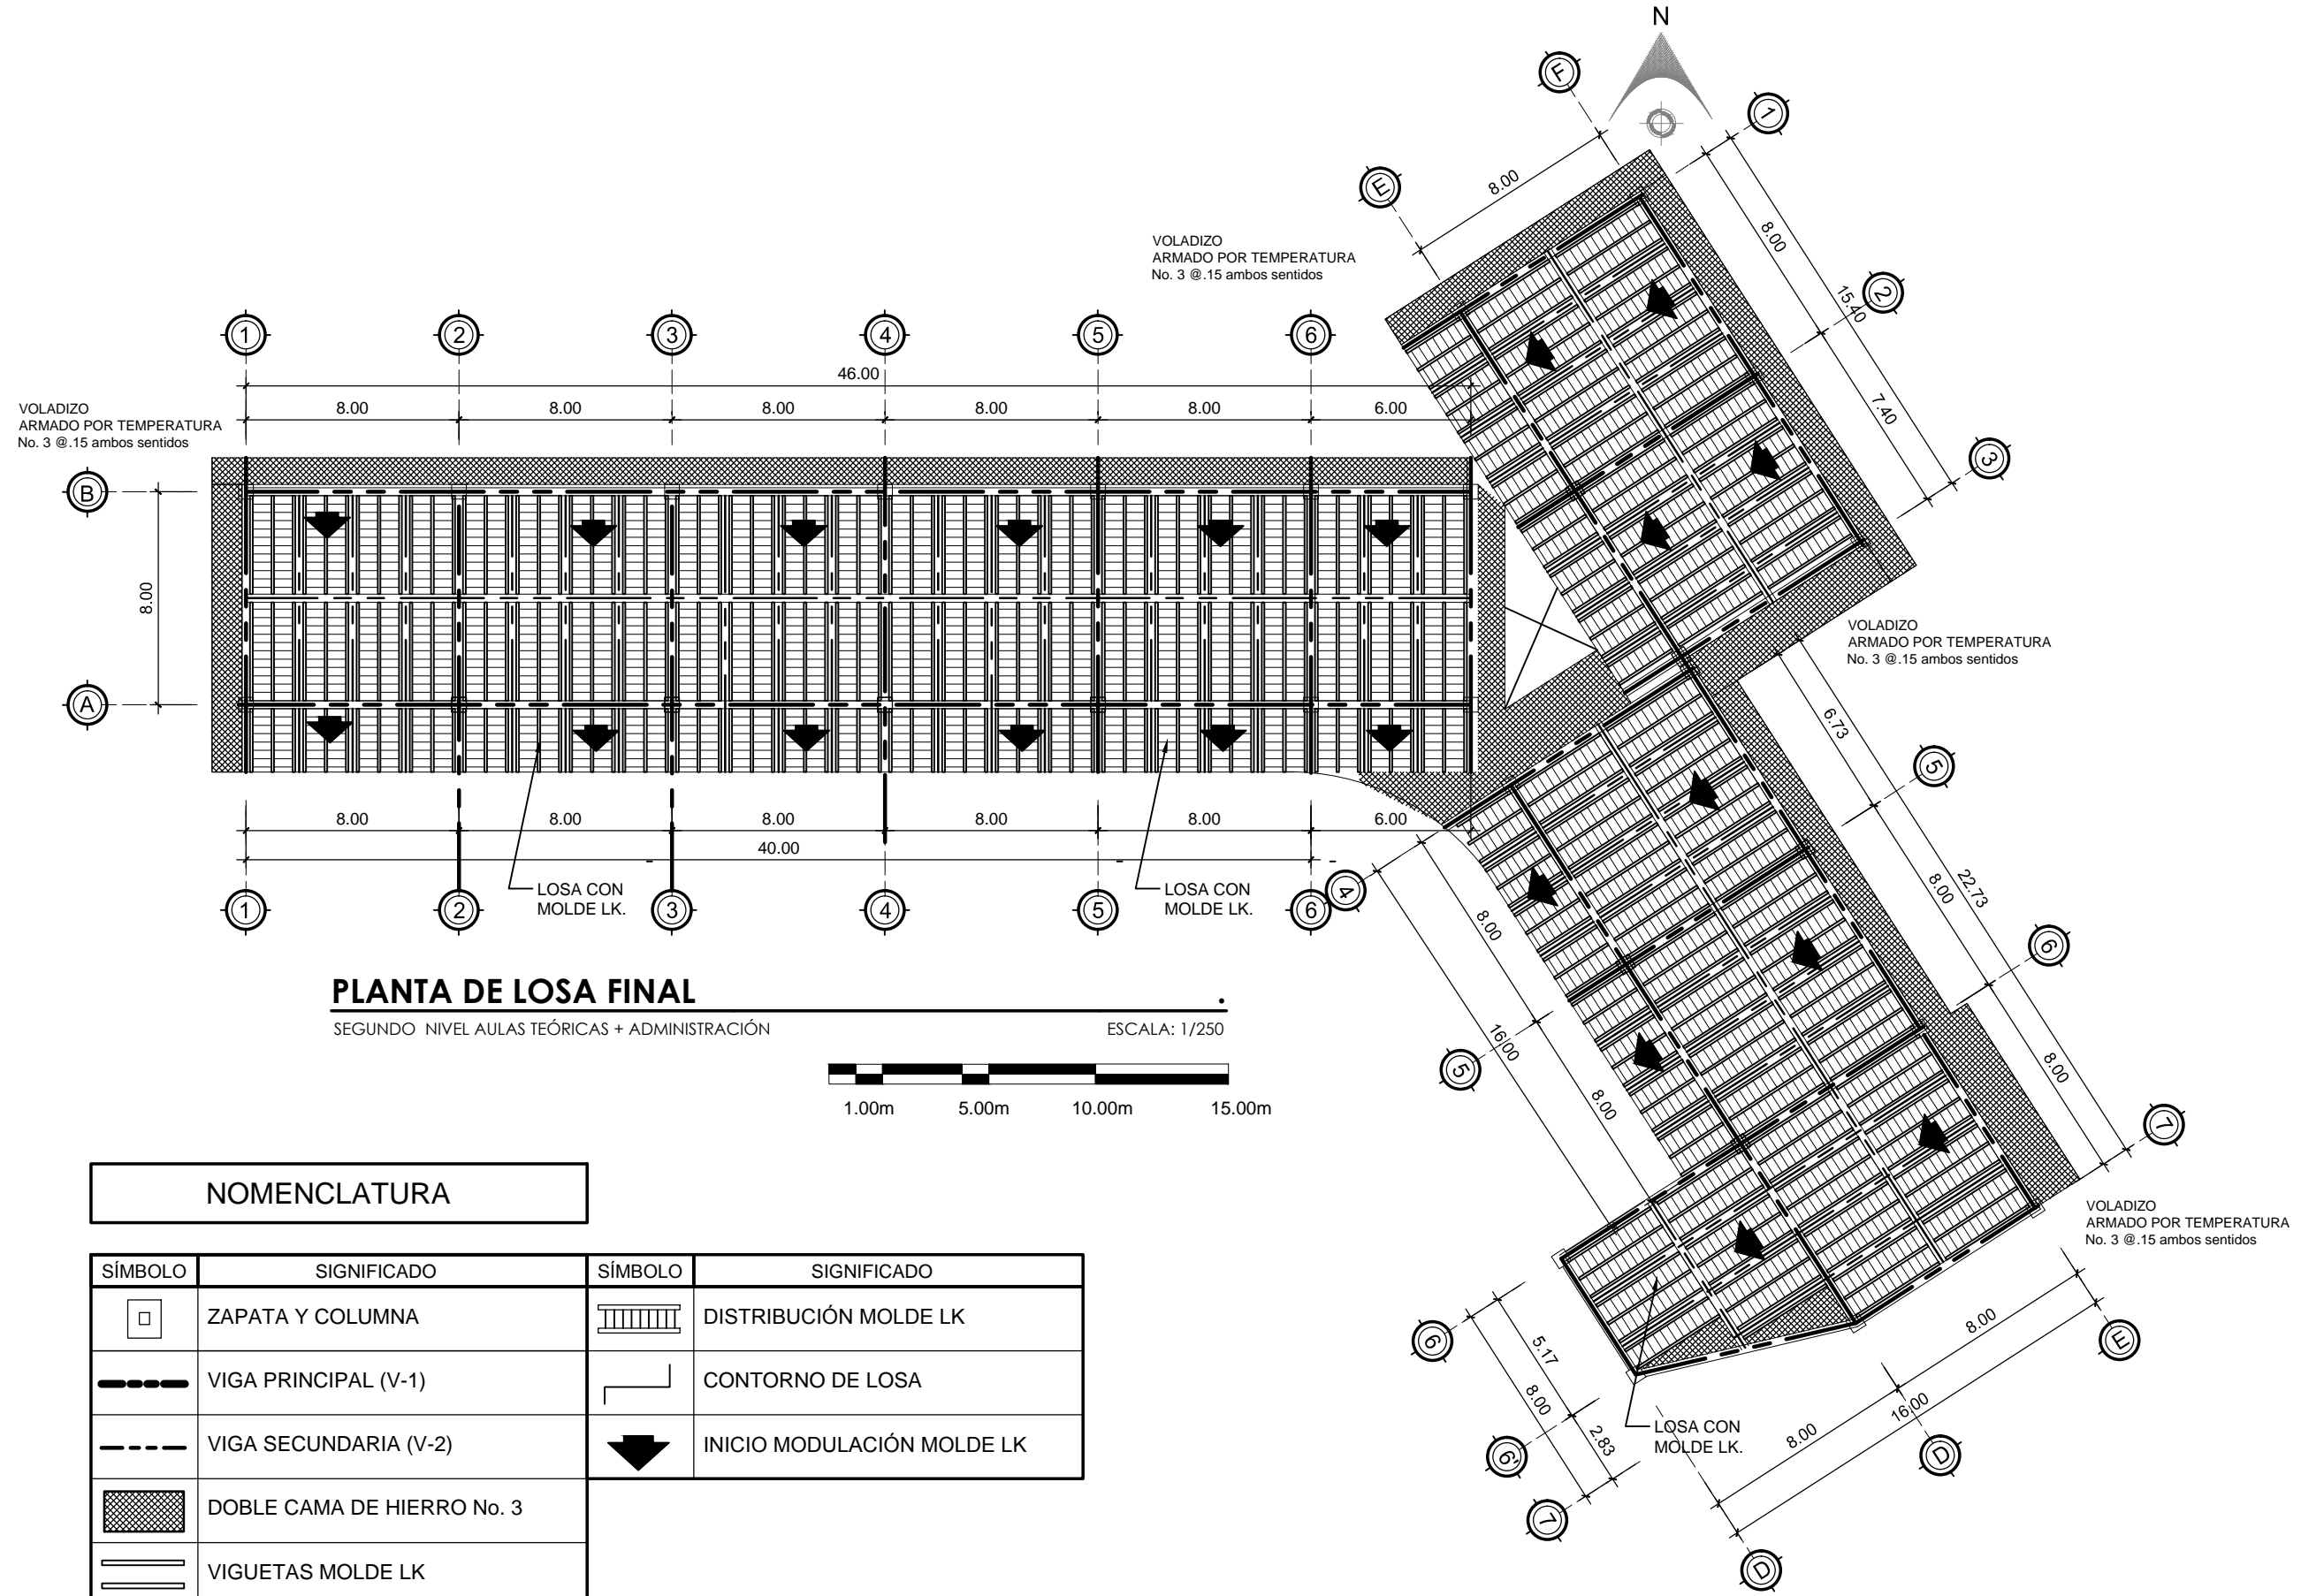 N
F
1
E
8.00
8.00
2
15.40
7.40
3
VOLADIZO
ARMADO POR TEMPERATURA
No. 3 @.15 ambos sentidos
1
2
3
4
5
6
46.00
8.00
8.00
8.00
8.00
8.00
6.00
VOLADIZO
ARMADO POR TEMPERATURA
No. 3 @.15 ambos sentidos
B
8.00
A
VOLADIZO
ARMADO POR TEMPERATURA
No. 3 @.15 ambos sentidos
6.73
5
22.73
8.00
6
8.00
7
8.00
8.00
8.00
8.00
8.00
6.00
40.00
LOSA CON
MOLDE LK.
LOSA CON
MOLDE LK.
1
2
3
4
5
6
4
8.00
16.00
5
8.00
PLANTA DE LOSA FINAL .
SEGUNDO NIVEL AULAS TEÓRICAS + ADMINISTRACIÓN
ESCALA: 1/250
1.00m 5.00m 10.00m 15.00m
VOLADIZO
ARMADO POR TEMPERATURA
No. 3 @.15 ambos sentidos
6
5.17
8.00
6'
2.83
7
LOSA CON
MOLDE LK.
8.00
E
8.00
16.00
D
D
NOMENCLATURA
SÍMBOLO SIGNIFICADO SÍMBOLO SIGNIFICADO
ZAPATA Y COLUMNA
DISTRIBUCIÓN MOLDE LK
VIGA PRINCIPAL (V-1)
CONTORNO DE LOSA
VIGA SECUNDARIA (V-2)
INICIO MODULACIÓN MOLDE LK
DOBLE CAMA DE HIERRO No. 3
VIGUETAS MOLDE LK